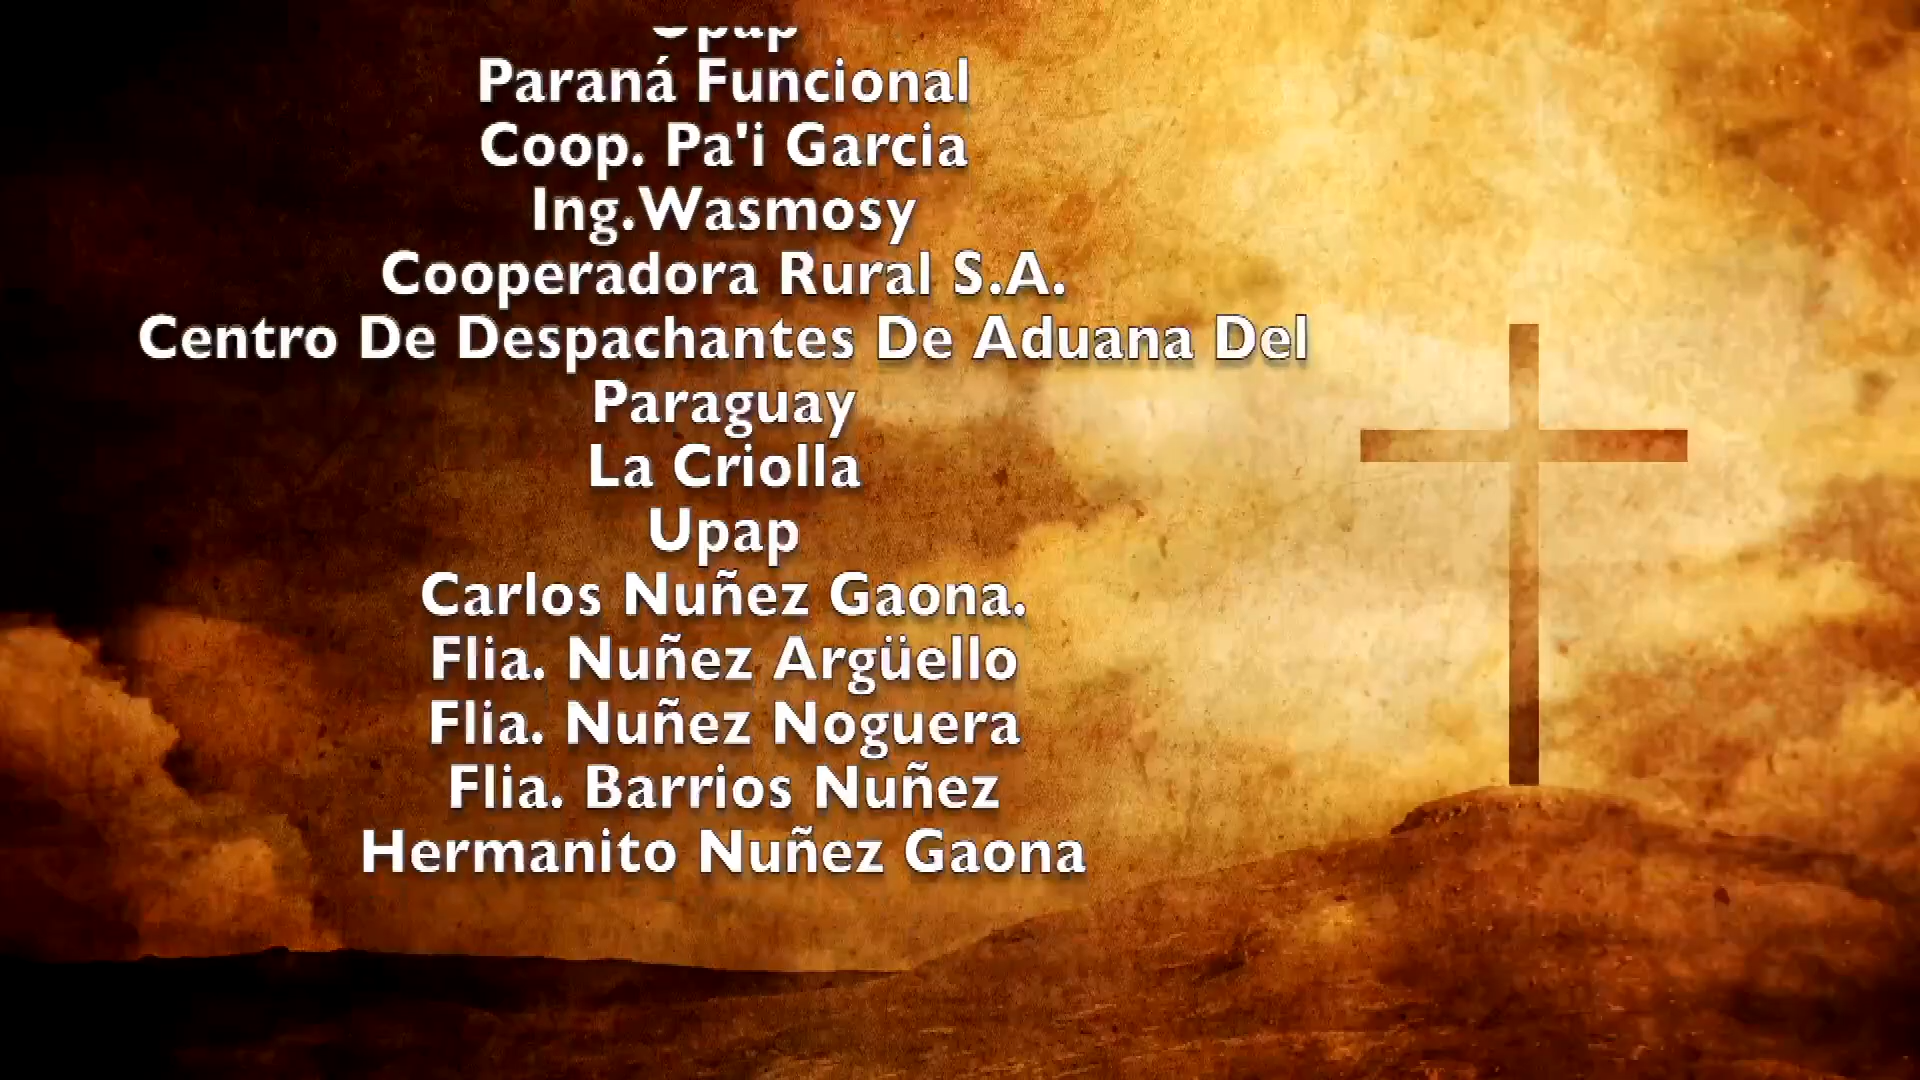 Paraná Funcional
Coop. Pa'i Garcia
Ing.Wasmosy
Cooperadora Rural S.A.
Centro De Despachantes De Aduana Del
Paraguay
La Criolla
Upap
Carlos Nuñez Gaona.
Flia. Nuñez Argüello
Flia. Nuñez Noguera
Flia. Barrios Nuñez
Hermanito Nuñez Gaona